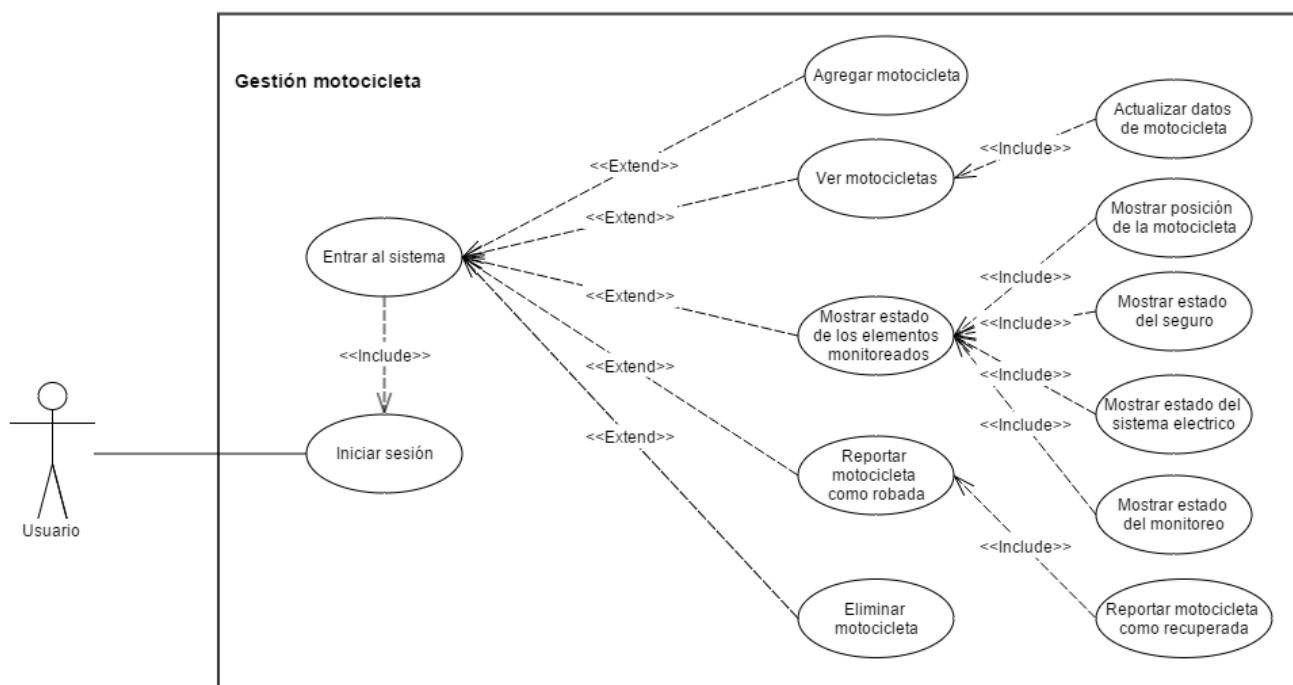 Gestión motocicleta
Agregar motocicleta
Actualizar datos
de motocicleta
<<Include>>
<<Extend>>
Ver motocicletas
<<Extend>>
Mostrar posición
de la motocicleta
Entrar al sistema
<<Include>>
<<Extend>>
Mostrar estado
de los elementos
monitoreados
Mostrar estado
del seguro
<<Include>>
<<Include>>
<<Extend>>
<<Include>>
Mostrar estado del
sistema electrico
<<Include>>
<<Extend>>
Iniciar sesión
Reportar
motocicleta
como robada
Mostrar estado
del monitoreo
Usuario
<<Include>>
Eliminar
motocicleta
Reportar motocicleta
como recuperada